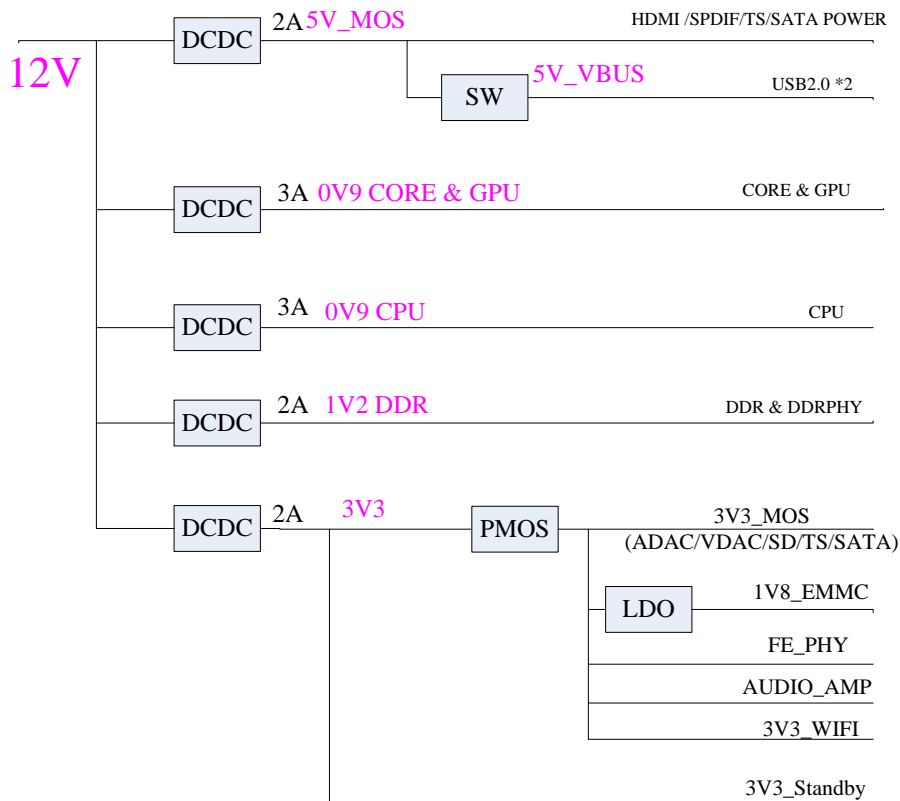 2A 5V_MOS
HDMI /SPDIF/TS/SATA POWER
DCDC
12V
5V_VBUS
SW
USB2.0 *2
3A 0V9 CORE & GPU
CORE & GPU
DCDC
3A 0V9 CPU
CPU
DCDC
2A 1V2 DDR
DDR & DDRPHY
DCDC
2A
3V3
3V3_MOS
DCDC
PMOS
(ADAC/VDAC/SD/TS/SATA)
1V8_EMMC
LDO
FE_PHY
AUDIO_AMP
3V3_WIFI
3V3_Standby